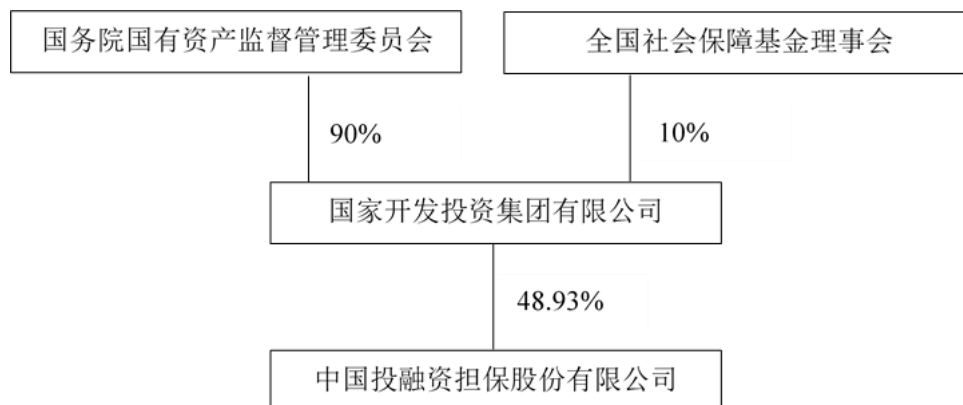 国务院国有资产监督管理委员会
全国社会保障基金理事会
90%
10%
国家开发投资集团有限公司
48.93%
中国投融资担保股份有限公司